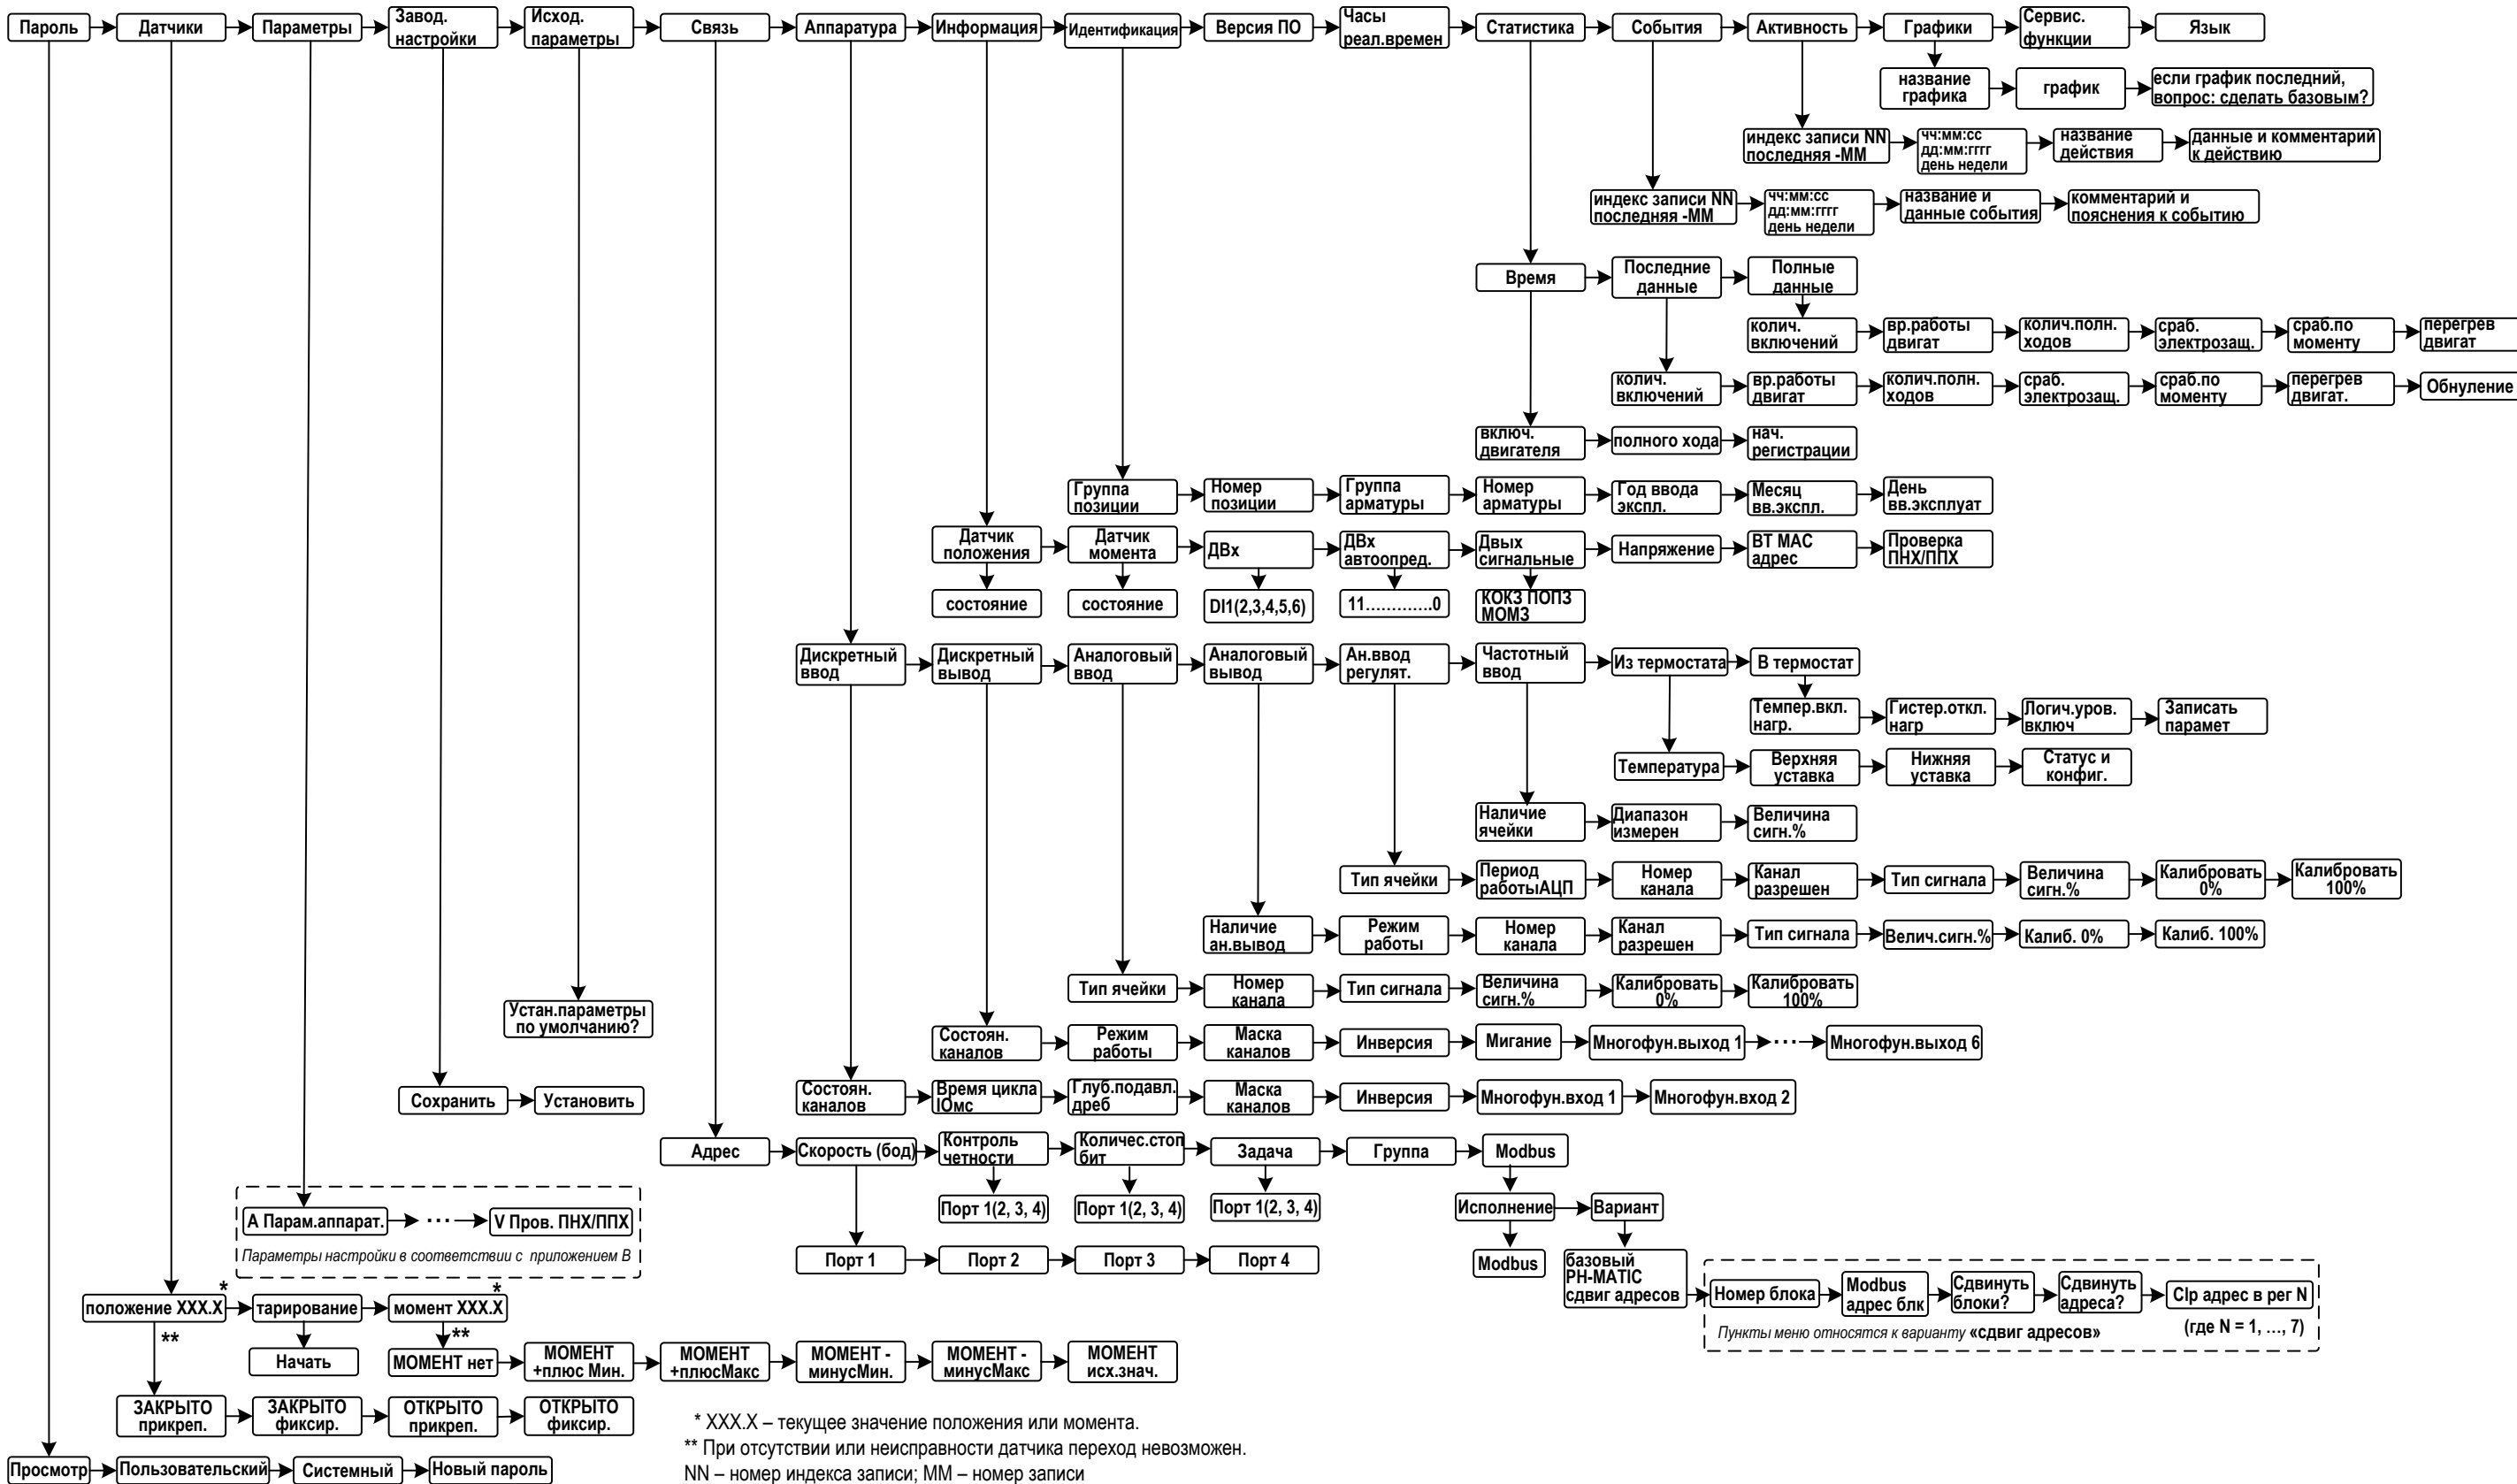 Пароль
Датчики
Параметры
Завод.
настройки
Исход.
параметры
Связь
Аппаратура
Информация
Идентификация
Версия ПО
Часы
реал.времен
Статистика
События
Активность
Графики
Сервис.
функции
Язык
название
графика
график
если график последний,
вопрос: сделать базовым?
индекс записи NN
последняя -ММ
чч:мм:сс
дд:мм:гггг
день недели
название
действия
данные и комментарий
к действию
индекс записи NN
последняя -ММ
чч:мм:сс
дд:мм:гггг
день недели
название и
данные события
комментарий и
пояснения к событию
Время
Последние
данные
Полные
данные
колич.
включений
вр.работы
двигат
колич.полн.
ходов
сраб.
электрозащ.
сраб.по
моменту
перегрев
двигат
колич.
включений
вр.работы
двигат
колич.полн.
ходов
сраб.
электрозащ.
сраб.по
моменту
перегрев
двигат.
Обнуление
включ.
двигателя
полного хода
нач.
регистрации
Группа
позиции
Номер
позиции
Группа
арматуры
Номер
арматуры
Год ввода
экспл.
Месяц
вв.экспл.
День
вв.эксплуат
Датчик
положения
Датчик
момента
ДВх
ДВх
автоопред.
Двых
сигнальные
Напряжение
BT MAC
адрес
Проверка
ПНХ/ППХ
состояние
состояние
DI1(2,3,4,5,6)
11.............0
КОКЗ ПОПЗ
МОМЗ
Дискретный
ввод
Дискретный
вывод
Аналоговый
ввод
Аналоговый
вывод
Ан.ввод
регулят.
Частотный
ввод
Из термостата
В термостат
Темпер.вкл.
нагр.
Гистер.откл.
нагр
Логич.уров.
включ
Записать
парамет
Температура
Верхняя
уставка
Нижняя
уставка
Статус и
конфиг.
Наличие
ячейки
Диапазон
измерен
Величина
сигн.%
Тип ячейки
Период
работыАЦП
Номер
канала
Канал
разрешен
Тип сигнала
Величина
сигн.%
Калибровать
0%
Калибровать
100%
Наличие
ан.вывод
Режим
работы
Номер
канала
Канал
разрешен
Тип сигнала
Велич.сигн.%
Калиб. 0%
Калиб. 100%
Тип ячейки
Номер
канала
Тип сигнала
Величина
сигн.%
Калибровать
0%
Калибровать
100%
Устан.параметры
по умолчанию?
Состоян.
каналов
Режим
работы
Маска
каналов
Инверсия
Мигание
Многофун.выход 1
...
Многофун.выход 6
Сохранить
Установить
Состоян.
каналов
Время цикла
IOмс
Глуб.подавл.
дреб
Маска
каналов
Инверсия
Многофун.вход 1
Многофун.вход 2
Адрес
Скорость (бод)
Контроль
четности
Количес.стоп
бит
Задача
Группа
Modbus
Порт 1(2, 3, 4)
Порт 1(2, 3, 4)
Порт 1(2, 3, 4)
Исполнение
Вариант
А Парам.аппарат.
...
V Пров. ПНХ/ППХ
Параметры настройки в соответствии с приложением В
Порт 1
Порт 2
Порт 3
Порт 4
Modbus
базовый
PH-MATIC
сдвиг адресов
Номер блока
Modbus
адрес блк
Сдвинуть
блоки?
Сдвинуть
адреса?
Clp адрес в рег N
Пункты меню относятся к варианту «сдвиг адресов»
(где N = 1, …, 7)
положение XXX.X
*
тарирование
момент XXX.X
*
**
**
Начать
МОМЕНТ нет
МОМЕНТ
+плюс Мин.
МОМЕНТ
+плюсМакс
МОМЕНТ -
минусМин.
МОМЕНТ -
минусМакс
МОМЕНТ
исх.знач.
ЗАКРЫТО
прикреп.
ЗАКРЫТО
фиксир.
ОТКРЫТО
прикреп.
ОТКРЫТО
фиксир.
* XXX.X – текущее значение положения или момента.
** При отсутствии или неисправности датчика переход невозможен.
NN – номер индекса записи; ММ – номер записи
Просмотр
Пользовательский
Системный
Новый пароль